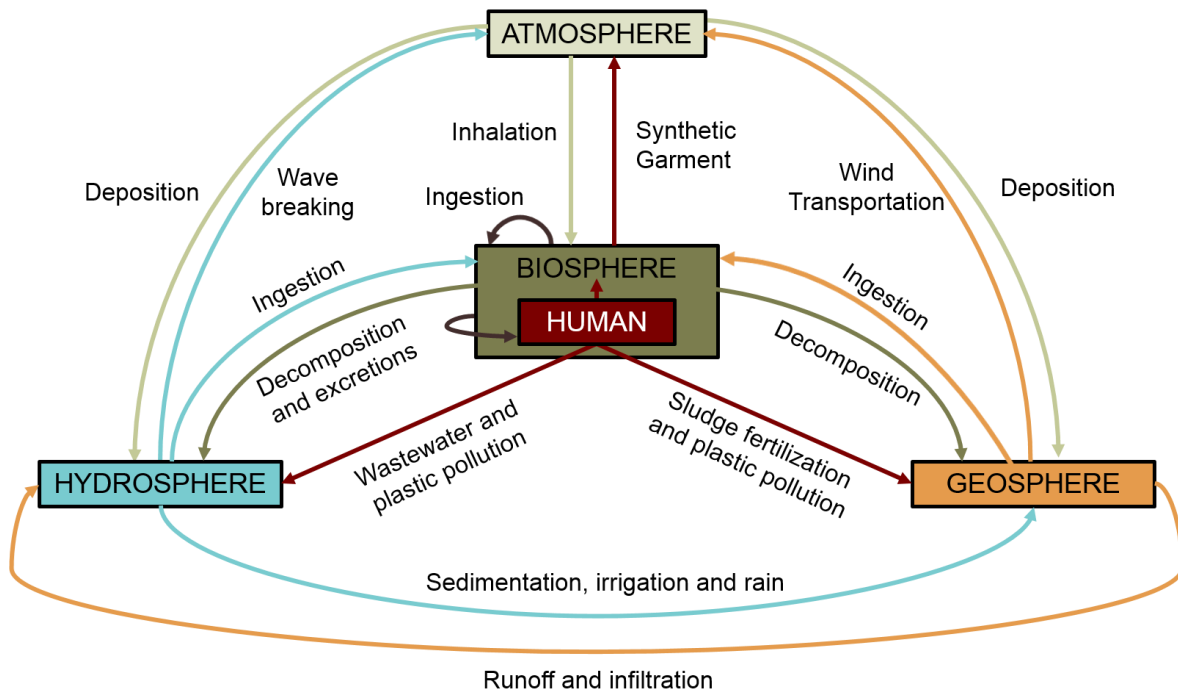 ATMOSPHERE
Inhalation
Synthetic
Garment
Deposition
Wave
breaking
Ingestion
Wind
Transportation
Deposition
Ingestion
BIOSPHERE
HUMAN
Ingestion
Decomposition
and excretions
Decomposition
Wastewater and
plastic pollution
Sludge fertilization
and plastic pollution
HYDROSPHERE
GEOSPHERE
Sedimentation, irrigation and rain
Runoff and infiltration